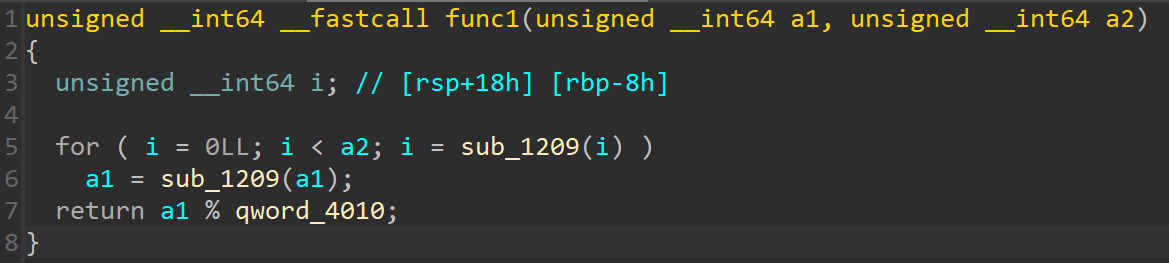 1 unsigned __int64 __fastcall func1(unsigned __int64 a1, unsigned __int64 a2)
2 {
3   unsigned __int64 i; // [rsp+18h] [rbp-8h]
4
5   for ( i = 0LL; i < a2; i = sub_1209(i) )
6     a1 = sub_1209(a1);
7   return a1 % qword_4010;
8 }